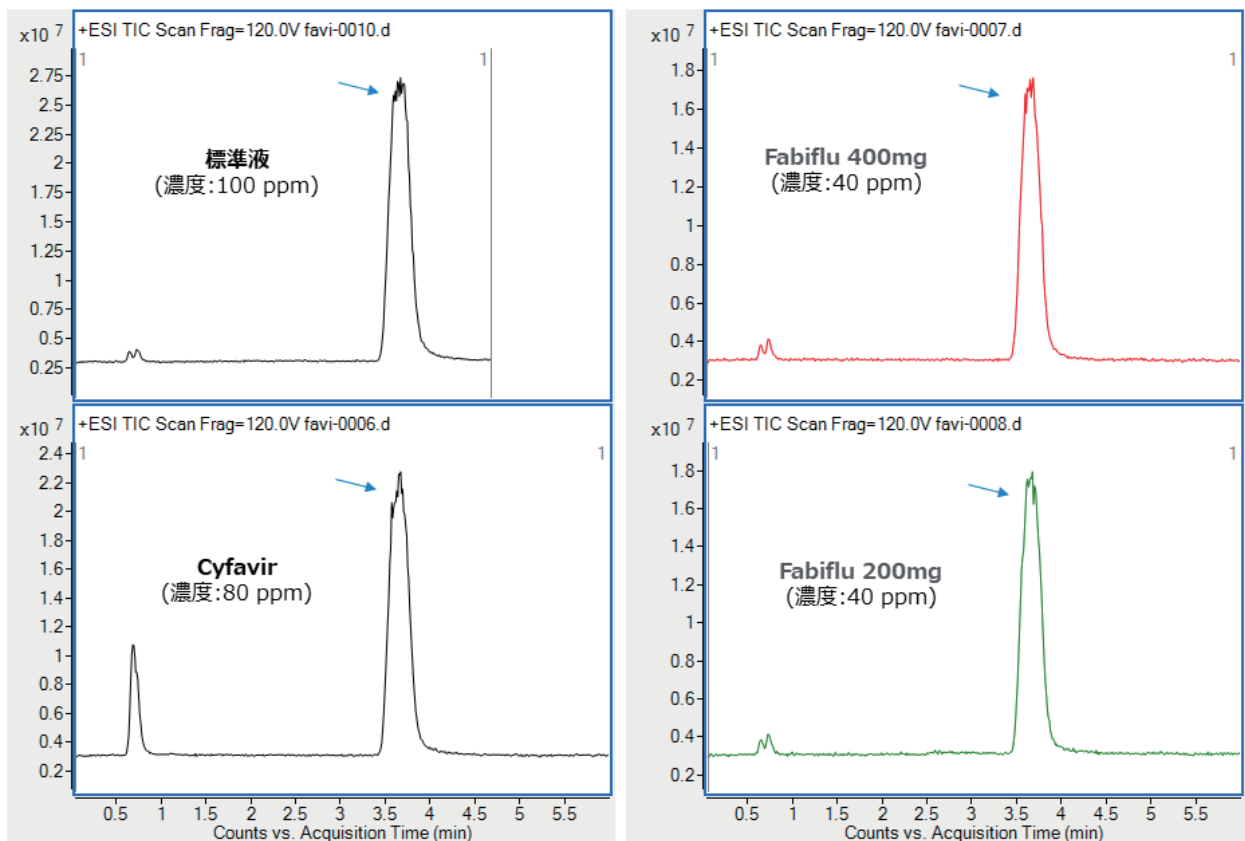 +ESI TIC Scan Frag=120.0V favi-0010.d
x10 7
1 1
2.75
2.5
2.25
2
1.75
1.5
1.25
1
0.75
0.5
0.25
標準液
(濃度:100 ppm)
+ESI TIC Scan Frag=120.0V favi-0007.d
x10 7
1 1
1.8
1.6
1.4
1.2
1
0.8
0.6
0.4
0.2
Fabiflu 400mg
(濃度:40 ppm)
+ESI TIC Scan Frag=120.0V favi-0006.d
x10 7
1 1
2.4
2.2
2
1.8
1.6
1.4
1.2
1
0.8
0.6
0.4
0.2
Cyfavir
(濃度:80 ppm)
0.5 1 1.5 2 2.5 3 3.5 4 4.5 5 5.5
Counts vs. Acquisition Time (min)
+ESI TIC Scan Frag=120.0V favi-0008.d
x10 7
1 1
1.8
1.6
1.4
1.2
1
0.8
0.6
0.4
0.2
Fabiflu 200mg
(濃度:40 ppm)
0.5 1 1.5 2 2.5 3 3.5 4 4.5 5 5.5
Counts vs. Acquisition Time (min)